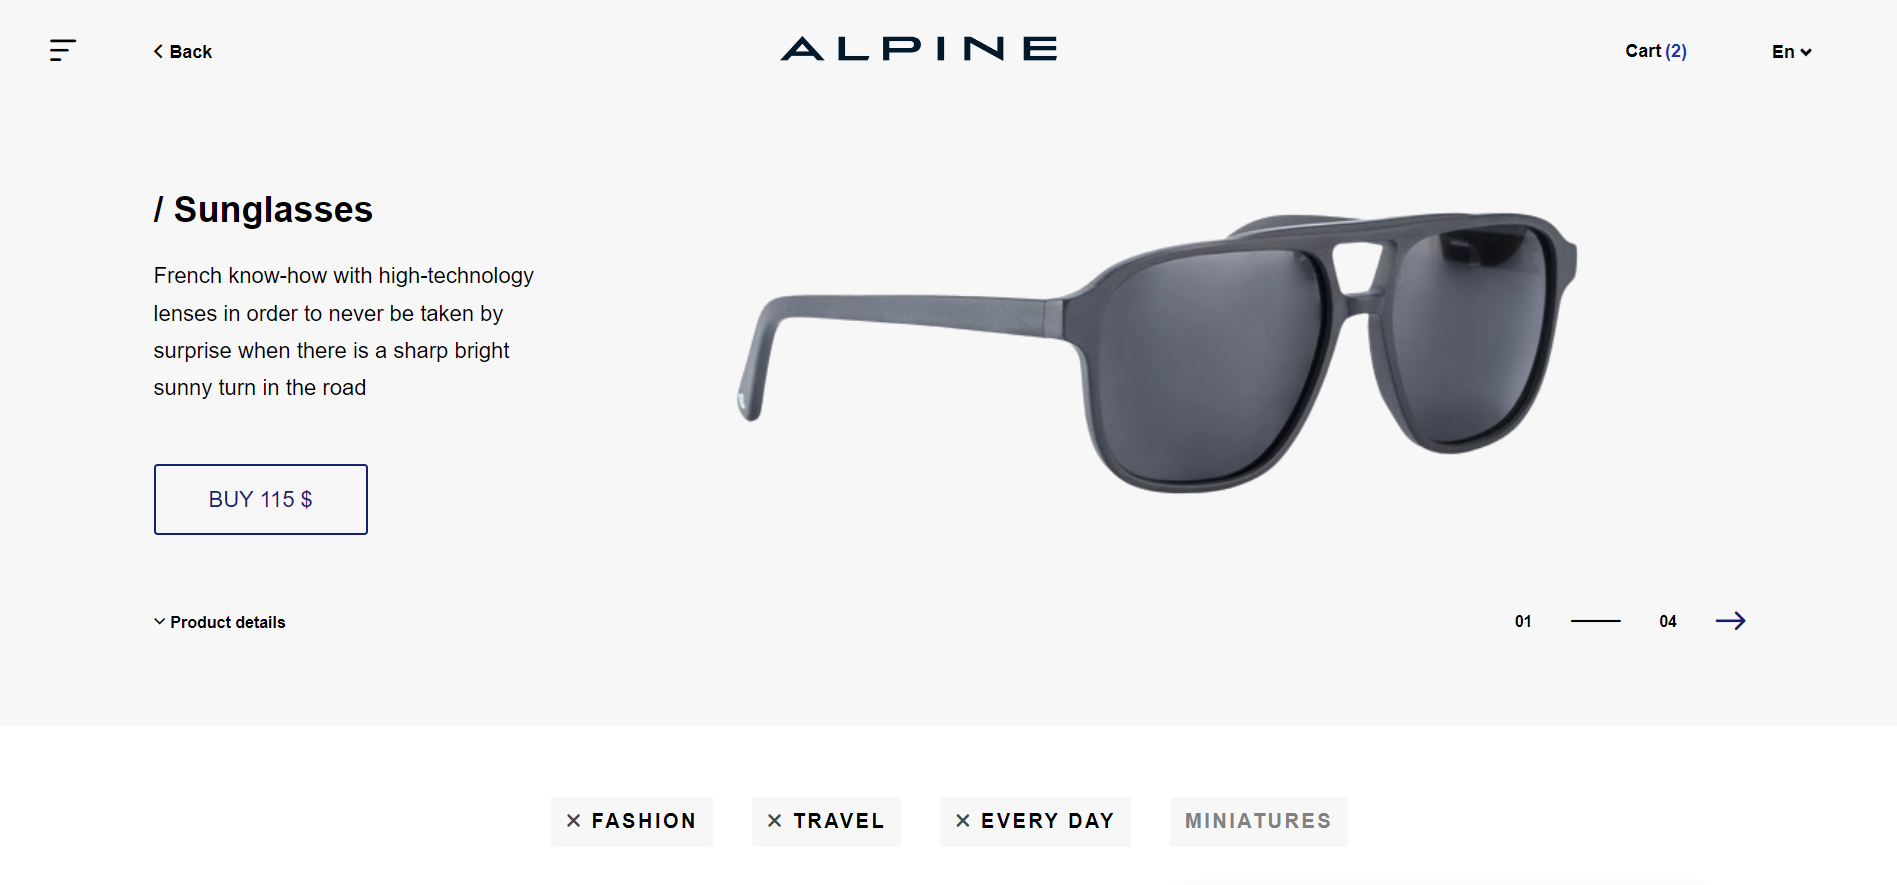 Back
ALPINE
Cart (2)
En
/ Sunglasses
French know-how with high-technology
lenses in order to never be taken by
surprise when there is a sharp bright
sunny turn in the road
BUY 115 $
Product details
01
04
FASHION
TRAVEL
EVERY DAY
MINIATURES